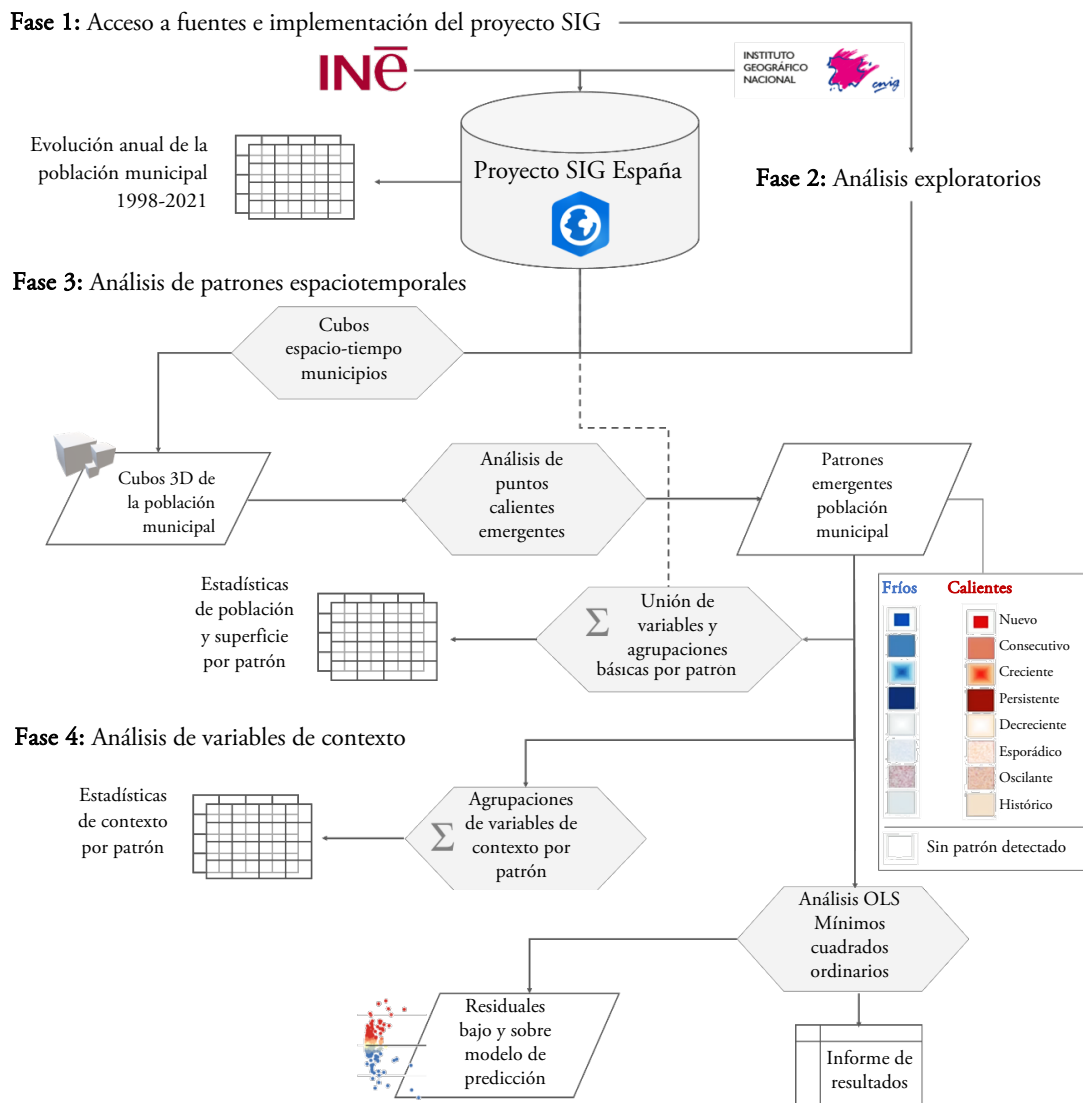 Fase 1: Acceso a fuentes e implementación del proyecto SIG
INē
INSTITUTO
GEOGRÁFICO
NACIONAL
cnig
Evolución anual de la
población municipal
1998-2021
Proyecto SIG España
Fase 2: Análisis exploratorios
Fase 3: Análisis de patrones espaciotemporales
Cubos
espacio-tiempo
municipios
Cubos 3D de
la población
municipal
Análisis de
puntos
calientes
emergentes
Patrones
emergentes
población
municipal
Estadísticas
de población
y superficie
por patrón
Σ
Unión de
variables y
agrupaciones
básicas por patrón
Fríos
Calientes
Nuevo
Consecutivo
Creciente
Persistente
Decreciente
Esporádico
Oscilante
Histórico
Sin patrón detectado
Fase 4: Análisis de variables de contexto
Estadísticas
de contexto
por patrón
Σ
Agrupaciones
de variables de
contexto por
patrón
Análisis OLS
Mínimos
cuadrados
ordinarios
Residuales
bajo y sobre
modelo de
predicción
Informe de
resultados